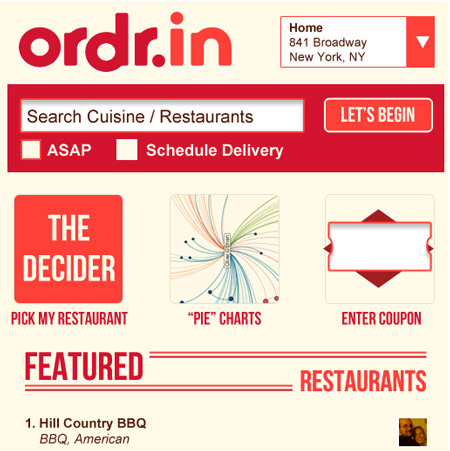 ordr.in
Home
841 Broadway
New York, NY
Search Cuisine / Restaurants
LET'S BEGIN
ASAP
Schedule Delivery
THE
DECIDER
PICK MY RESTAURANT
“PIE” CHARTS
ENTER COUPON
FEATURED
RESTAURANTS
1. Hill Country BBQ
BBQ, American